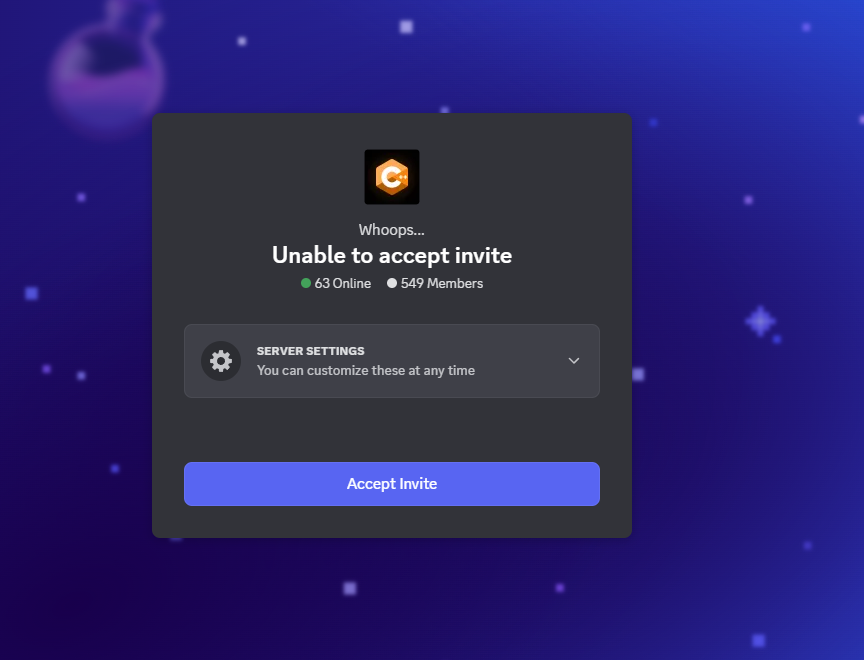 Whoops...
Unable to accept invite
63 Online 549 Members
SERVER SETTINGS
You can customize these at any time
Accept Invite